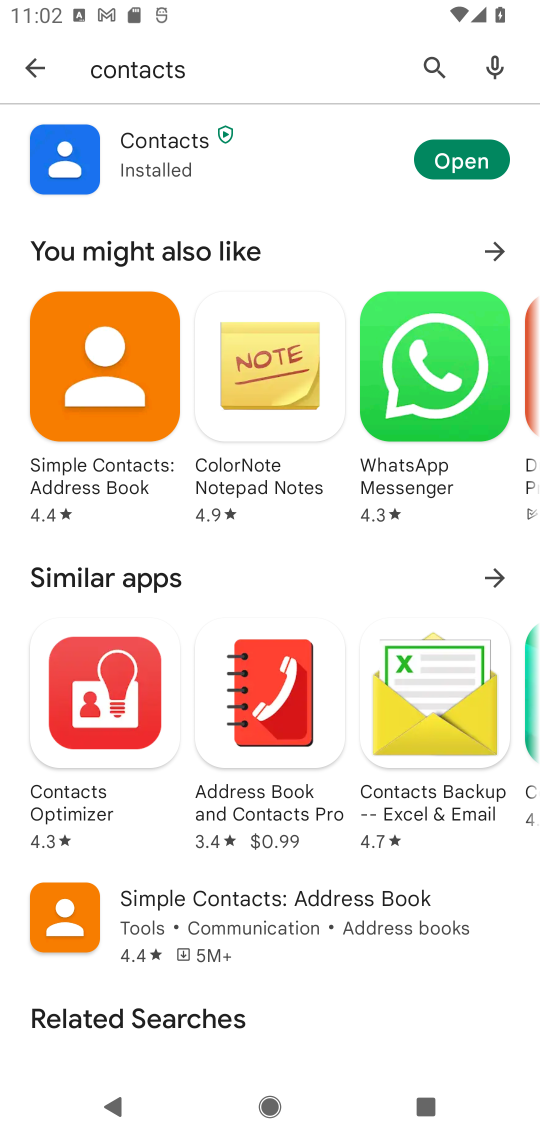 11:02
contacts
Contacts
Installed
Open
You might also like
NOTE
Simple Contacts: Address Book
4.4★
ColorNote Notepad Notes
4.9★
WhatsApp Messenger
4.3★
D
P
Similar apps
X
Contacts Optimizer
4.3★
Address Book and Contacts Pro
3.4★ $0.99
Contacts Backup -- Excel & Email
4.7★
C
4.
Simple Contacts: Address Book
Tools • Communication • Address books
4.4★ 5M+
Related Searches